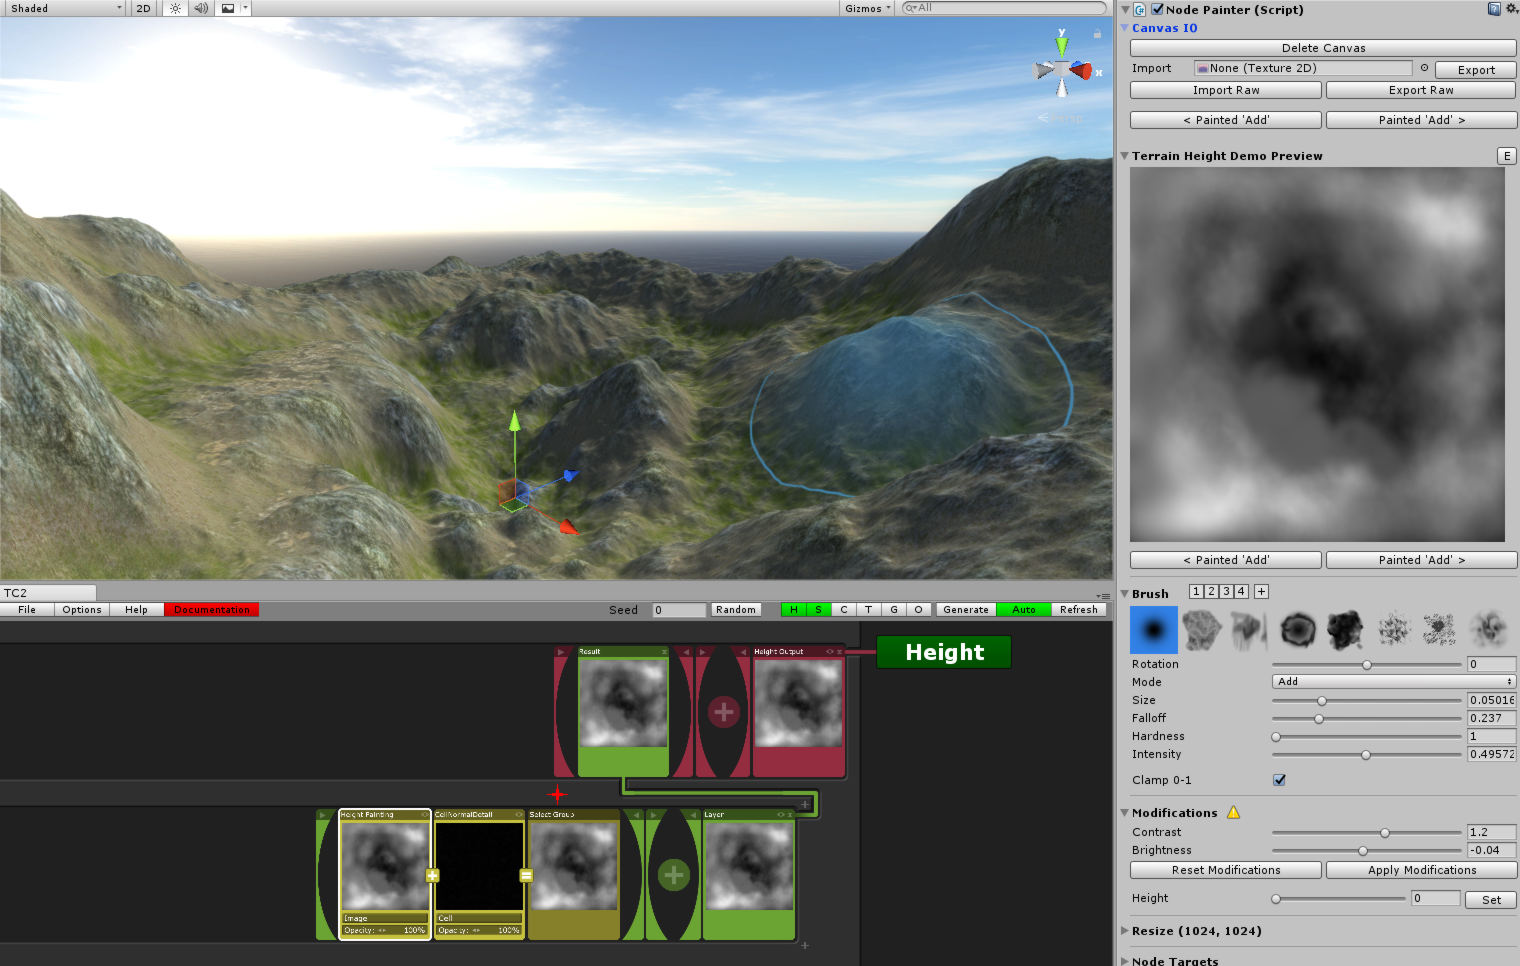 Shaded 2D Gizmos All
y
x
Persp
TC2
File Options Help Documentation Seed 0 Random H S C T G O Generate Auto Refresh
Result Height Output
Height
Height Painting CellNormalDetail Select Group Layer
Image Cell
Opacity: 100% Opacity: 100%
Node Painter (Script)
Canvas IO
Delete Canvas
Import None (Texture 2D) Export
Import Raw Export Raw
< Painted 'Add' Painted 'Add' >
Terrain Height Demo Preview E
< Painted 'Add' Painted 'Add' >
Brush 1 2 3 4 +
Rotation 0
Mode Add
Size 0.05016
Falloff 0.237
Hardness 1
Intensity 0.49572
Clamp 0-1
Modifications
Contrast 1.2
Brightness -0.04
Reset Modifications Apply Modifications
Height 0 Set
Resize (1024, 1024)
Node Targets